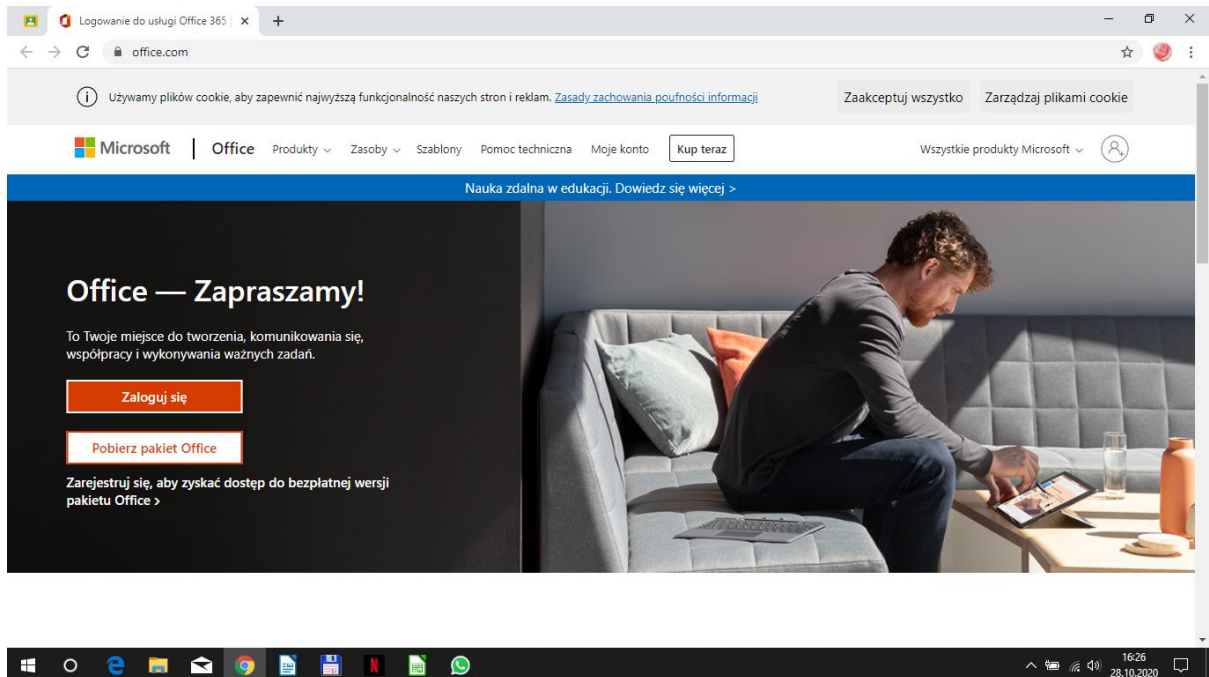 Logowanie do usługi Office 365 |
office.com
Używamy plików cookie, aby zapewnić najwyższą funkcjonalność naszych stron i reklam. Zasady zachowania poufności informacji
Zaakceptuj wszystko Zarządzaj plikami cookie
Microsoft | Office Produkty Zasoby Szablony Pomoc techniczna Moje konto Kup teraz Wszystkie produkty Microsoft
Nauka zdalna w edukacji. Dowiedz się więcej >
Office — Zapraszamy!
To Twoje miejsce do tworzenia, komunikowania się,
współpracy i wykonywania ważnych zadań.
Zaloguj się
Pobierz pakiet Office
Zarejestruj się, aby zyskać dostęp do bezpłatnej wersji
pakietu Office >
16:26
28.10.2020